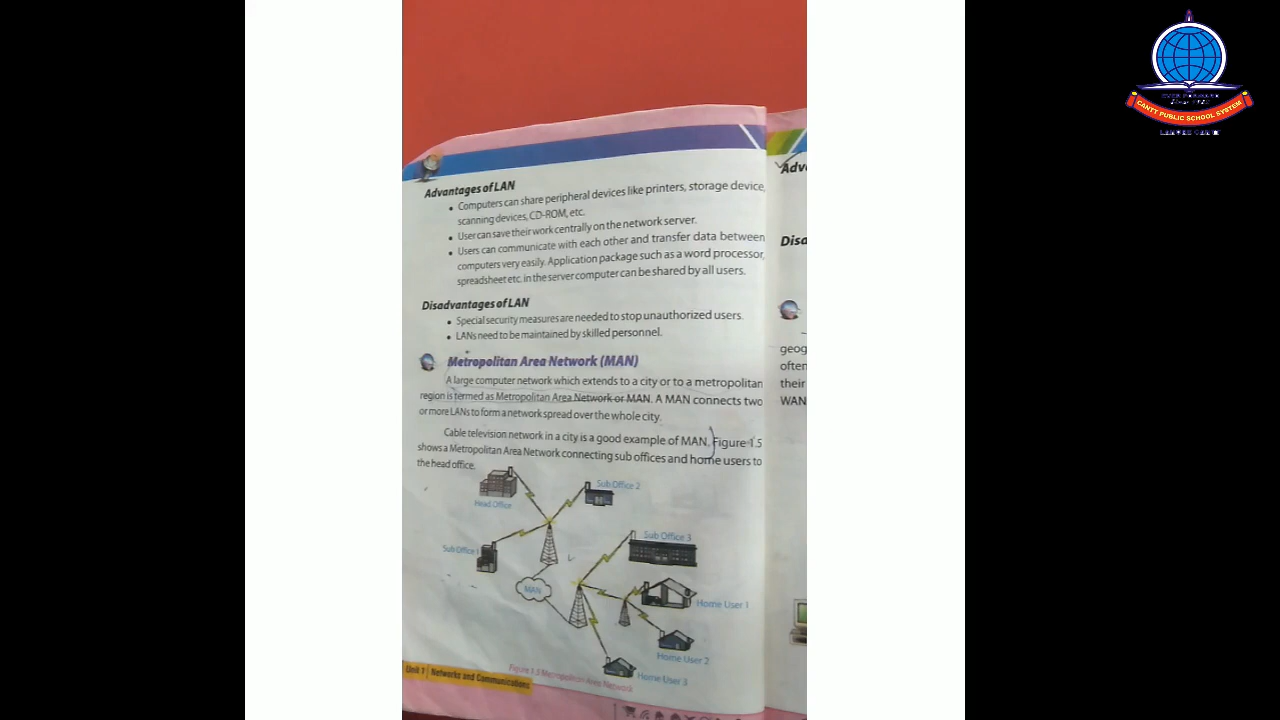 CANTT PUBLIC SCHOOL SYSTEM
Advantages of LAN
• Computers can share peripheral devices like printers, storage device,
scanning devices, CD-ROM, etc.
• User can save their work centrally on the network server.
• Users can communicate with each other and transfer data between
computers very easily. Application package such as a word processor,
spreadsheet etc. in the server computer can be shared by all users.
Disadvantages of LAN
• Special security measures are needed to stop unauthorized users.
• LANs need to be maintained by skilled personnel.
Metropolitan Area Network (MAN)
A large computer network which extends to a city or to a metropolitan
region is termed as Metropolitan Area Network or MAN. A MAN connects two
or more LANs to form a network spread over the whole city.
Cable television network in a city is a good example of MAN. Figure 1.5
shows a Metropolitan Area Network connecting sub offices and home users to
the head office.
Head Office
Sub Office 2
Sub Office 1
Sub Office 3
MAN
Home User 1
Home User 2
Home User 3
Figure 1.5 Metropolitan Area Network
Unit 1 Networks and Communications
Adv
Disa
geog
often
their
WAN